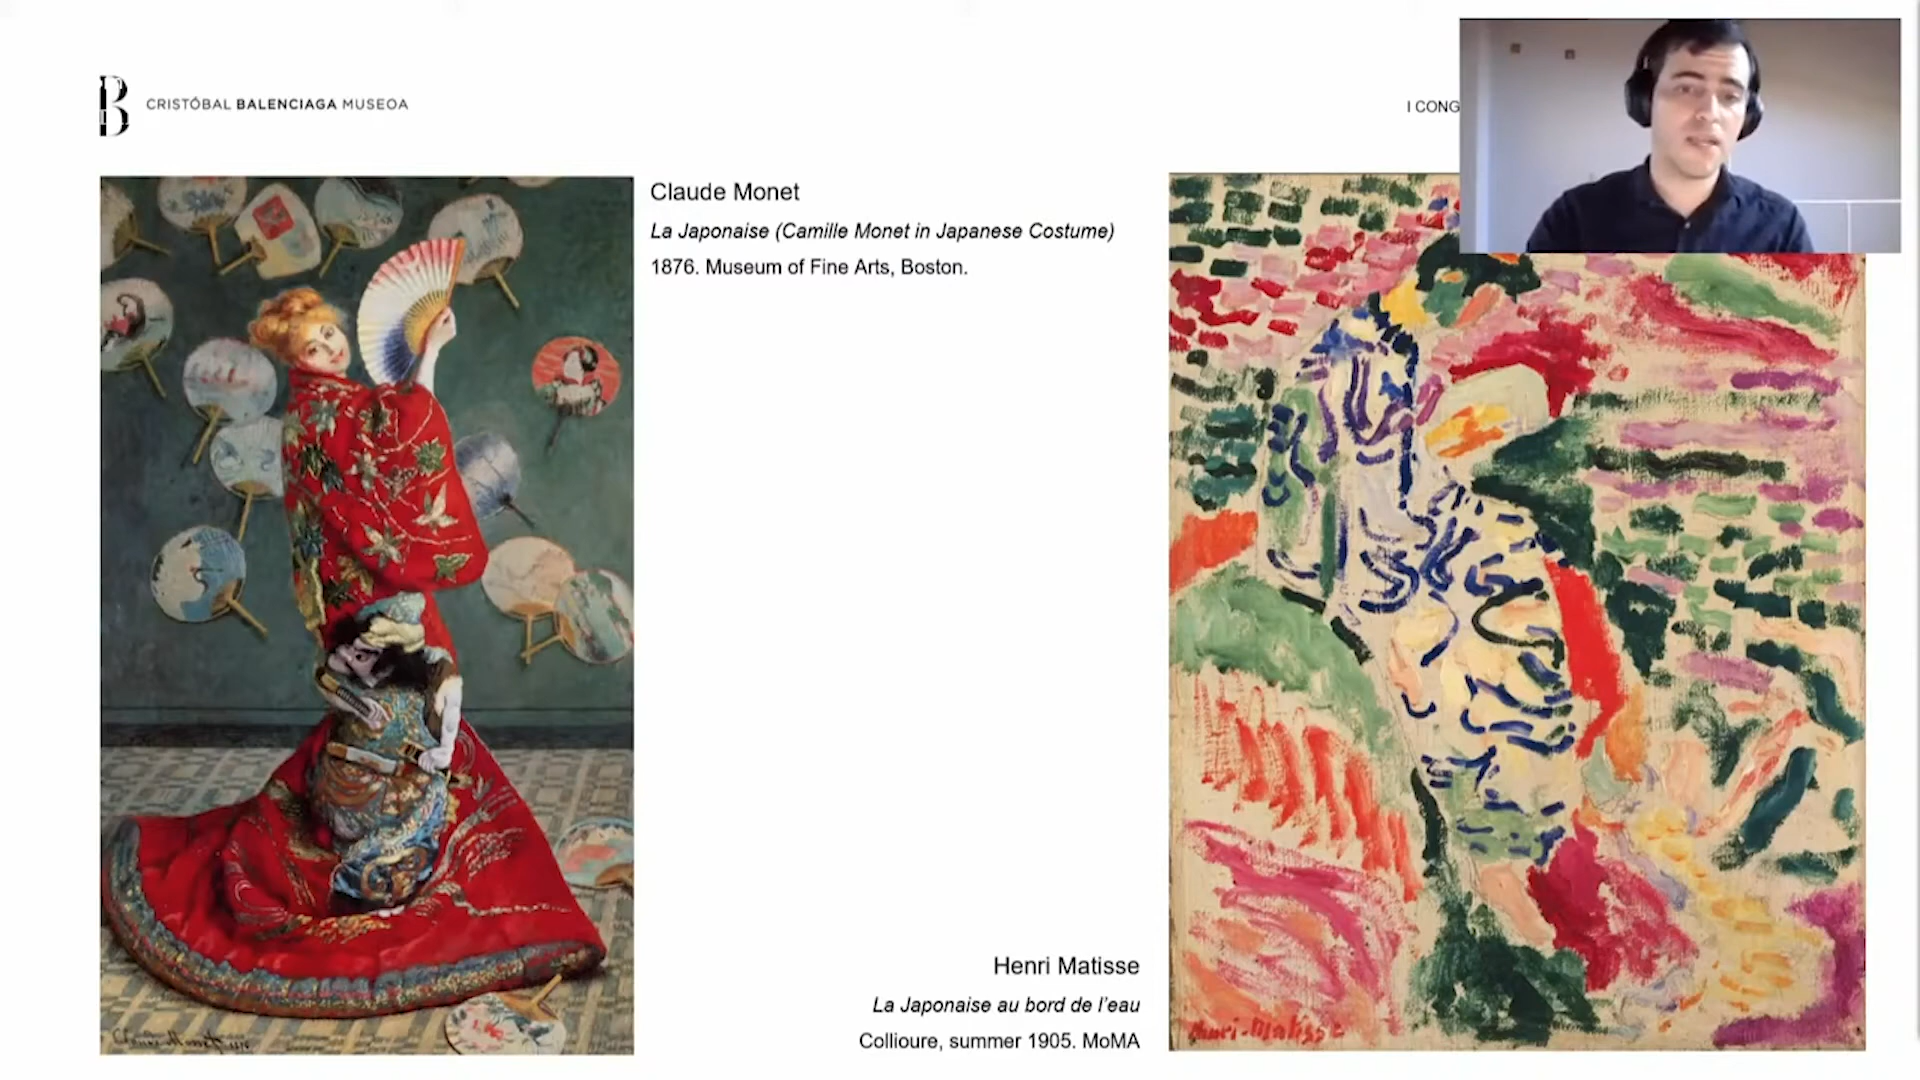 CRISTÓBAL BALENCIAGA MUSEOA
I CONG
Claude Monet
La Japonaise (Camille Monet in Japanese Costume)
1876. Museum of Fine Arts, Boston.
Henri Matisse
La Japonaise au bord de l'eau
Collioure, summer 1905. MoMA
Henri-Matisse